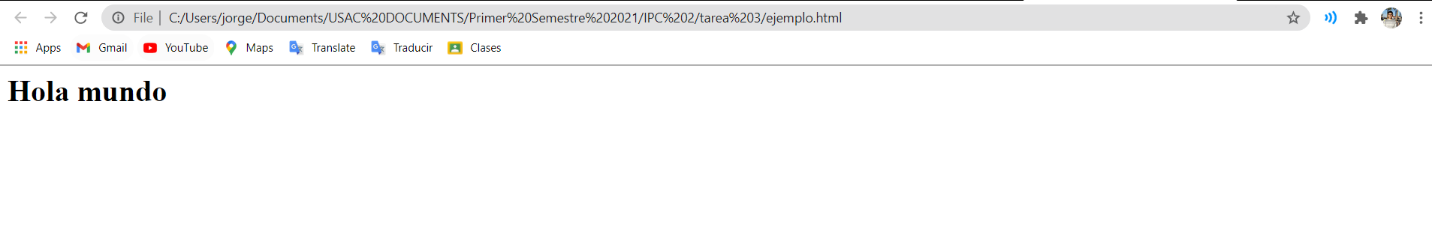 File | C:/Users/jorge/Documents/USAC%20DOCUMENTS/Primer%20Semestre%202021/IPC%202/tarea%203/ejemplo.html
Apps Gmail YouTube Maps Translate Traducir Clases
Hola mundo